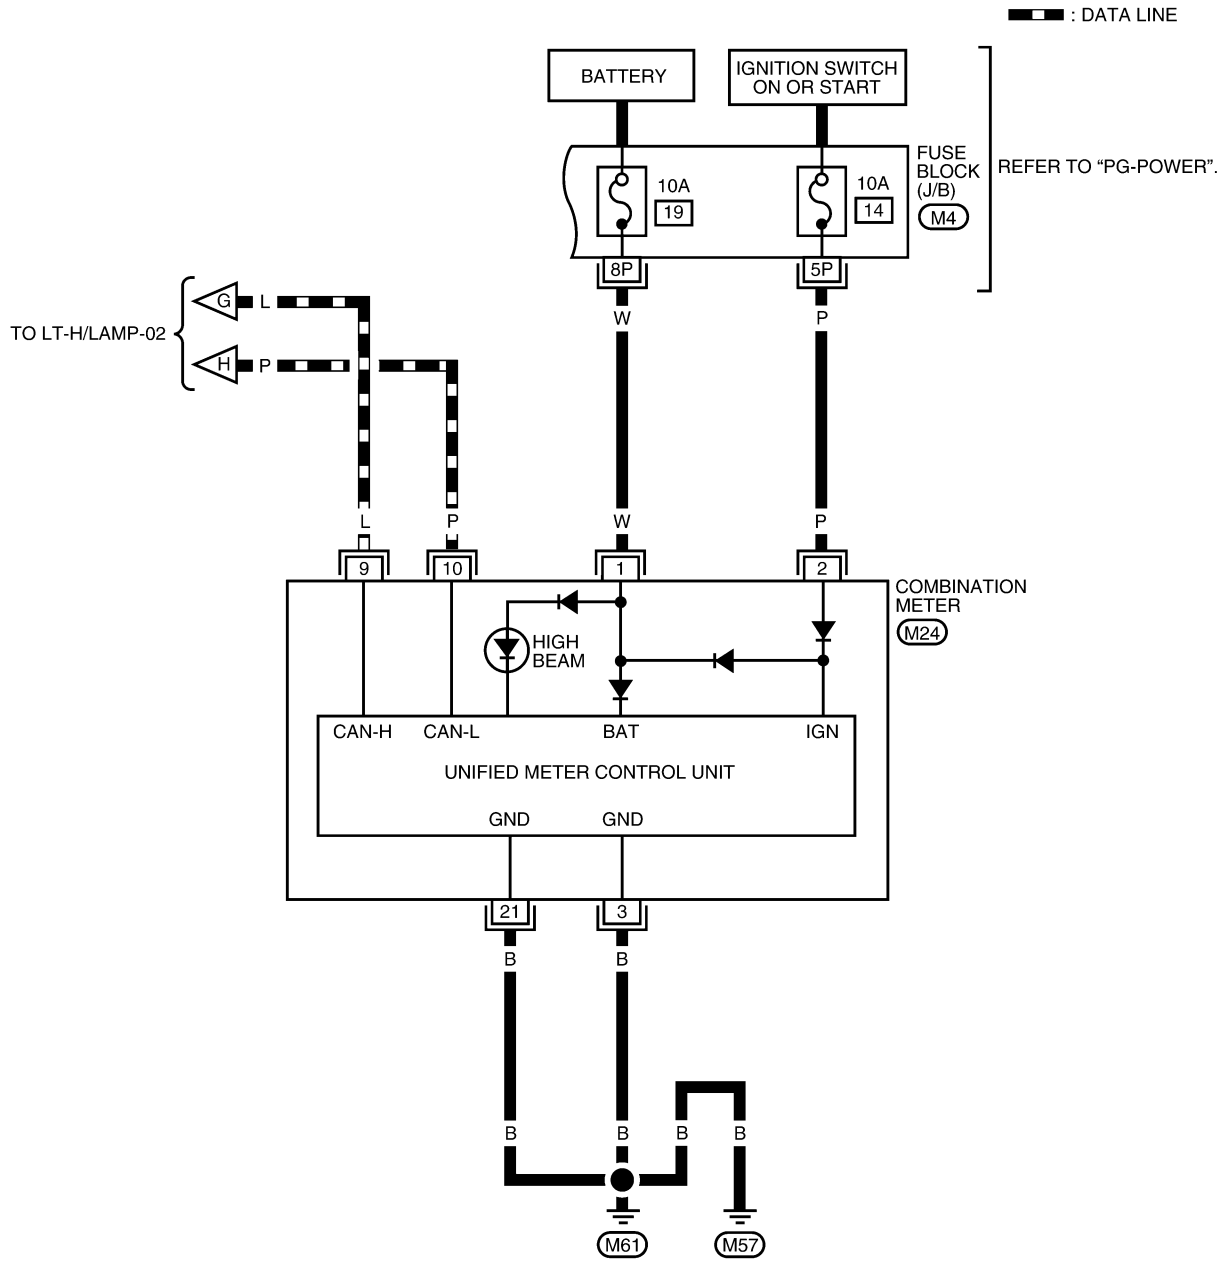 : DATA LINE
BATTERY
IGNITION SWITCH
ON OR START
FUSE
BLOCK
(J/B)
M4
REFER TO “PG-POWER”.
10A
19
10A
14
8P
5P
W
P
G
L
TO LT-H/LAMP-02
H
P
L
P
W
P
9
10
1
2
COMBINATION
METER
M24
HIGH
BEAM
CAN-H
CAN-L
BAT
IGN
UNIFIED METER CONTROL UNIT
GND
GND
21
3
B
B
B
B
B
B
M61
M57